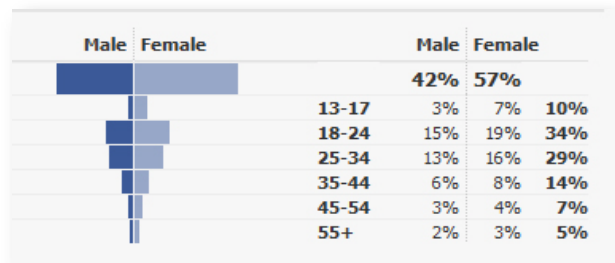 Male Female Male Female
42% 57%
13-17 3% 7% 10%
18-24 15% 19% 34%
25-34 13% 16% 29%
35-44 6% 8% 14%
45-54 3% 4% 7%
55+ 2% 3% 5%